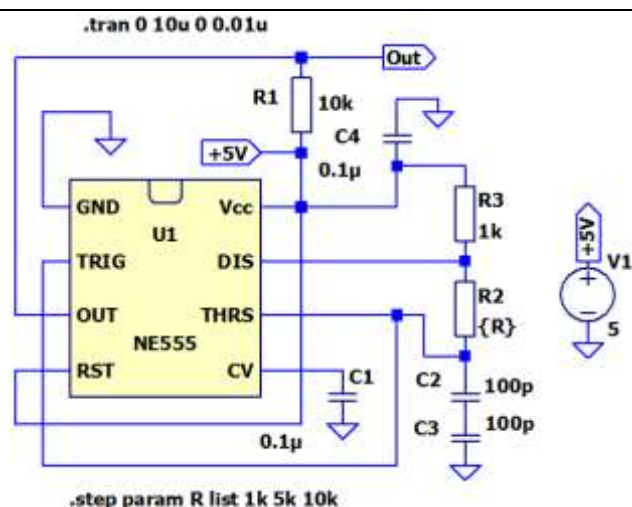 .tran 0 10u 0 0.01u
Out
R1
10k
C4
+5V
0.1µ
GND
Vcc
R3
1k
U1
TRIG
DIS
+5V
V1
R2
{R}
OUT
THRS
5
NE555
RST
CV
C1
C2
100p
C3
100p
0.1µ
.step param R list 1k 5k 10k